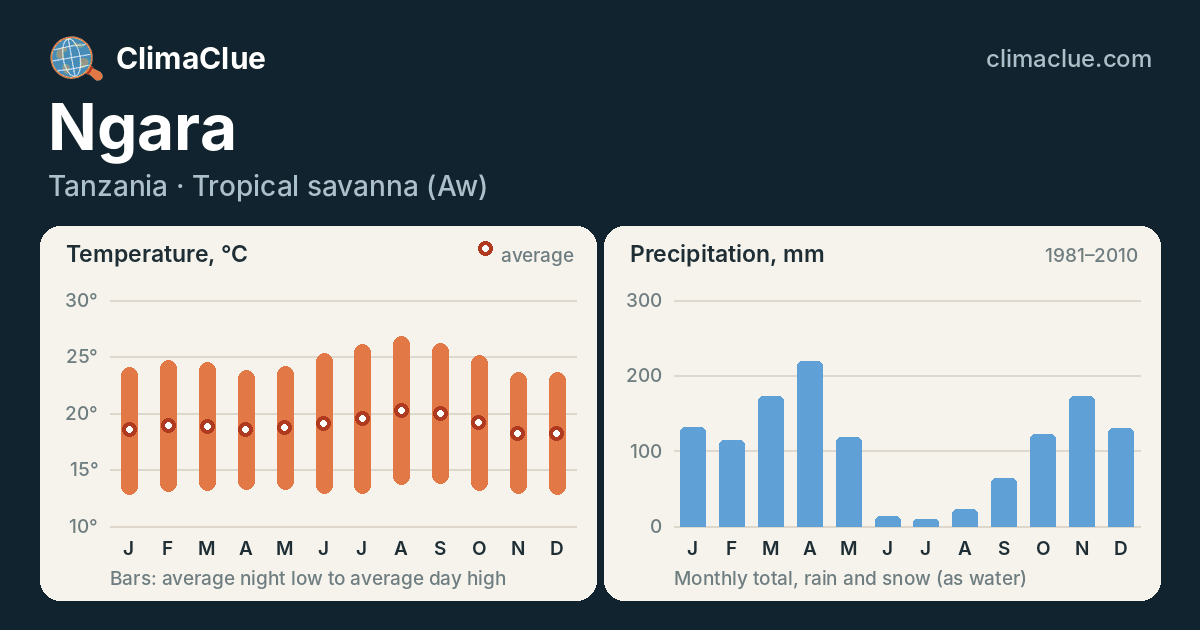 ClimaClue
climaclue.com
Ngara
Tanzania · Tropical savanna (Aw)
Temperature, °C
average
30°
25°
20°
15°
10°
J F M A M J J A S O N D
Bars: average night low to average day high
Precipitation, mm
1981–2010
300
200
100
0
J F M A M J J A S O N D
Monthly total, rain and snow (as water)